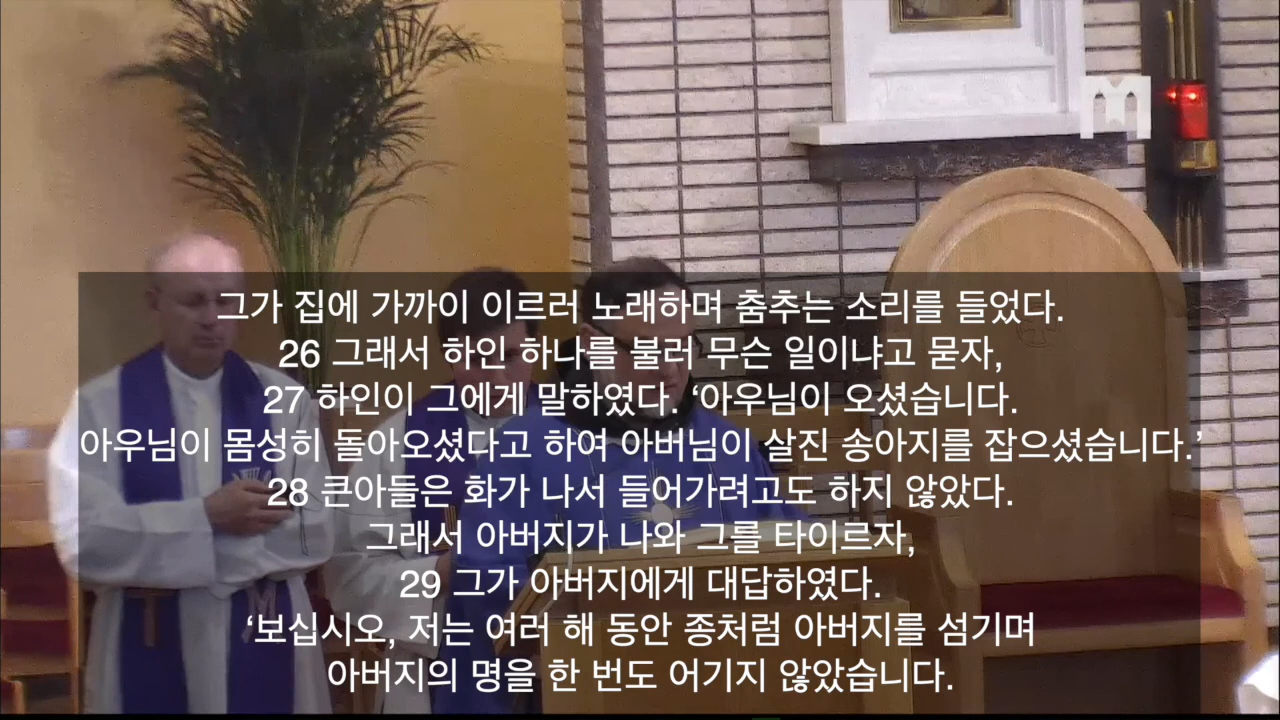 그가 집에 가까이 이르러 노래하며 춤추는 소리를 들었다.
26 그래서 하인 하나를 불러 무슨 일이냐고 묻자,
27 하인이 그에게 말하였다. ‘아우님이 오셨습니다.
아우님이 몸성히 돌아오셨다고 하여 아버님이 살진 송아지를 잡으셨습니다.’
28 큰아들은 화가 나서 들어가려고도 하지 않았다.
그래서 아버지가 나와 그를 타이르자,
29 그가 아버지에게 대답하였다.
‘보십시오, 저는 여러 해 동안 종처럼 아버지를 섬기며
아버지의 명을 한 번도 어기지 않았습니다.